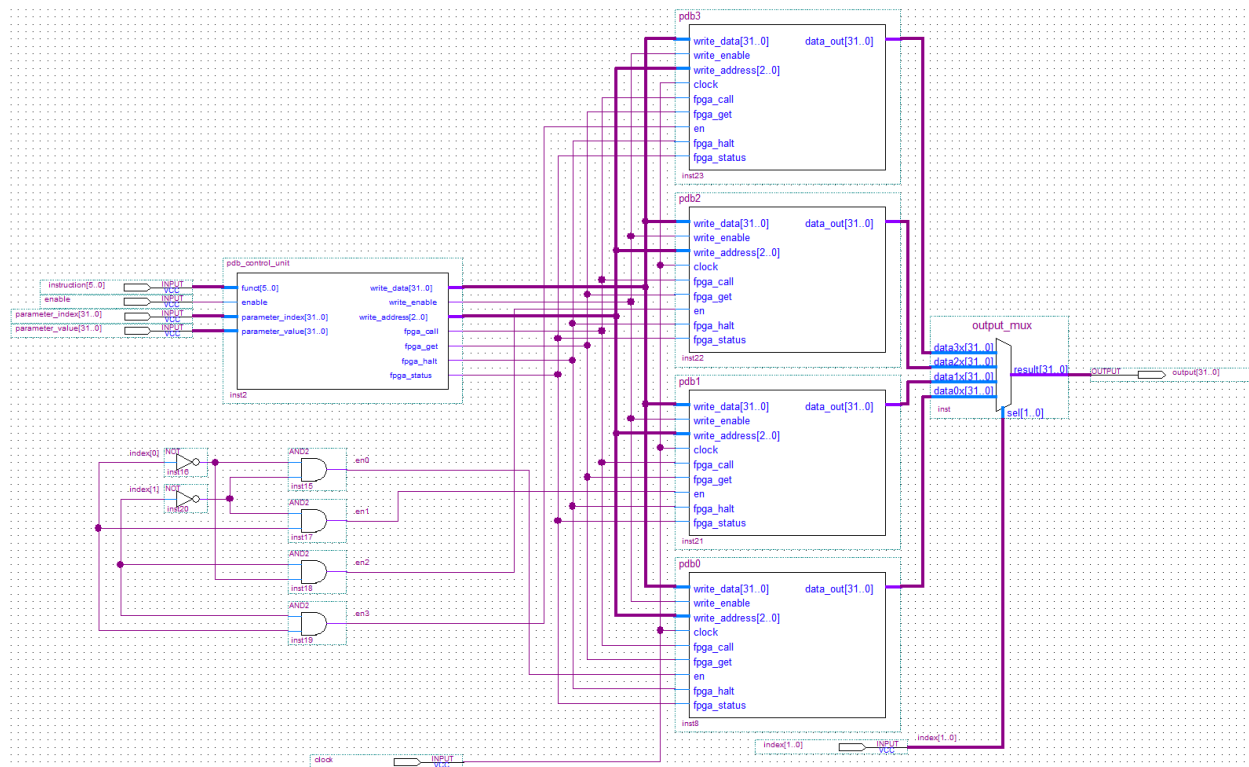 pdb3
write_data[31..0] data_out[31..0]
write_enable
write_address[2..0]
clock
fpga_call
fpga_get
en
fpga_halt
fpga_status
inst23
pdb2
write_data[31..0] data_out[31..0]
write_enable
write_address[2..0]
clock
fpga_call
fpga_get
en
fpga_halt
fpga_status
inst22
pdb_control_unit
funct[5..0] write_data[31..0]
enable write_enable
parameter_index[31..0] write_address[2..0]
parameter_value[31..0] fpga_call
fpga_get
fpga_halt
fpga_status
inst2
instruction[5..0] INPUT
VCC
enable INPUT
VCC
parameter_index[31..0] INPUT
VCC
parameter_value[31..0] INPUT
VCC
output_mux
data3x[31..0]
data2x[31..0]
data1x[31..0]
data0x[31..0]
result[31..0]
sel[1..0]
inst
OUTPUT output[31..0]
pdb1
write_data[31..0] data_out[31..0]
write_enable
write_address[2..0]
clock
fpga_call
fpga_get
en
fpga_halt
fpga_status
inst21
index[0] NOT
inst16
index[1] NOT
inst20
AND2
en0
inst15
AND2
en1
inst17
AND2
en2
inst18
AND2
en3
inst19
pdb0
write_data[31..0] data_out[31..0]
write_enable
write_address[2..0]
clock
fpga_call
fpga_get
en
fpga_halt
fpga_status
inst8
index[1..0] INPUT
VCC
index[1..0]
clock INPUT
VCC